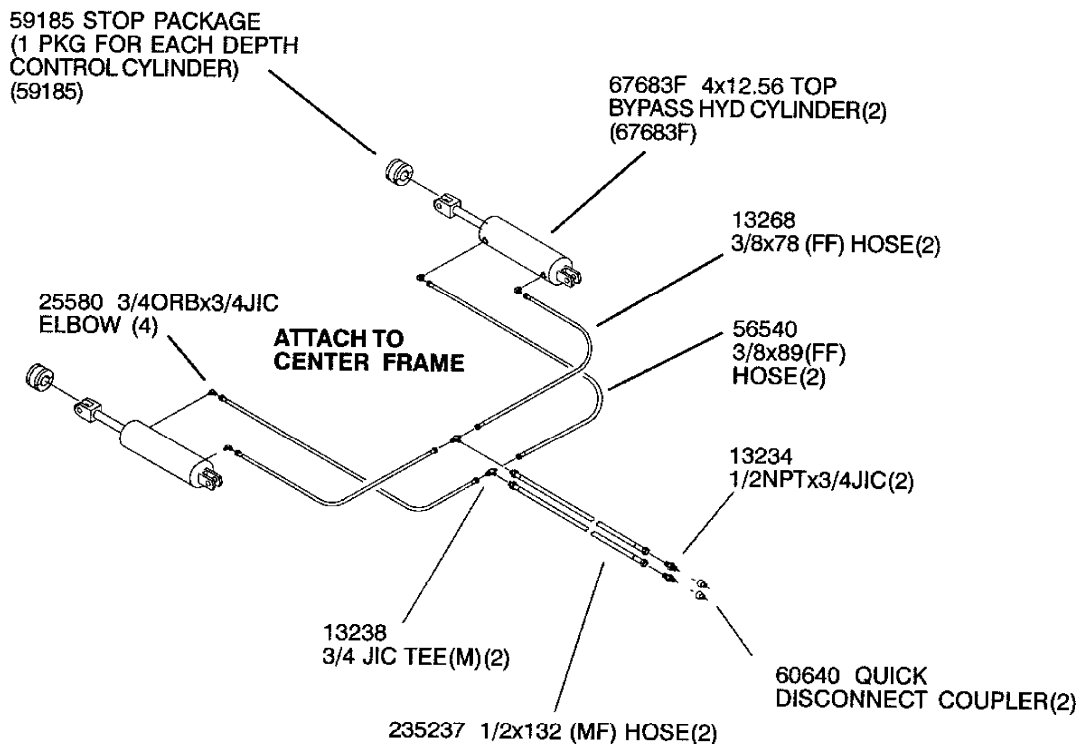 59185 STOP PACKAGE
(1 PKG FOR EACH DEPTH
CONTROL CYLINDER)
(59185)
67683F 4x12.56 TOP
BYPASS HYD CYLINDER(2)
(67683F)
13268
3/8x78 (FF) HOSE(2)
25580 3/4ORBx3/4JIC
ELBOW (4)
ATTACH TO
CENTER FRAME
56540
3/8x89(FF)
HOSE(2)
13234
1/2NPTx3/4JIC(2)
13238
3/4 JIC TEE(M)(2)
60640 QUICK
DISCONNECT COUPLER(2)
235237 1/2x132 (MF) HOSE(2)